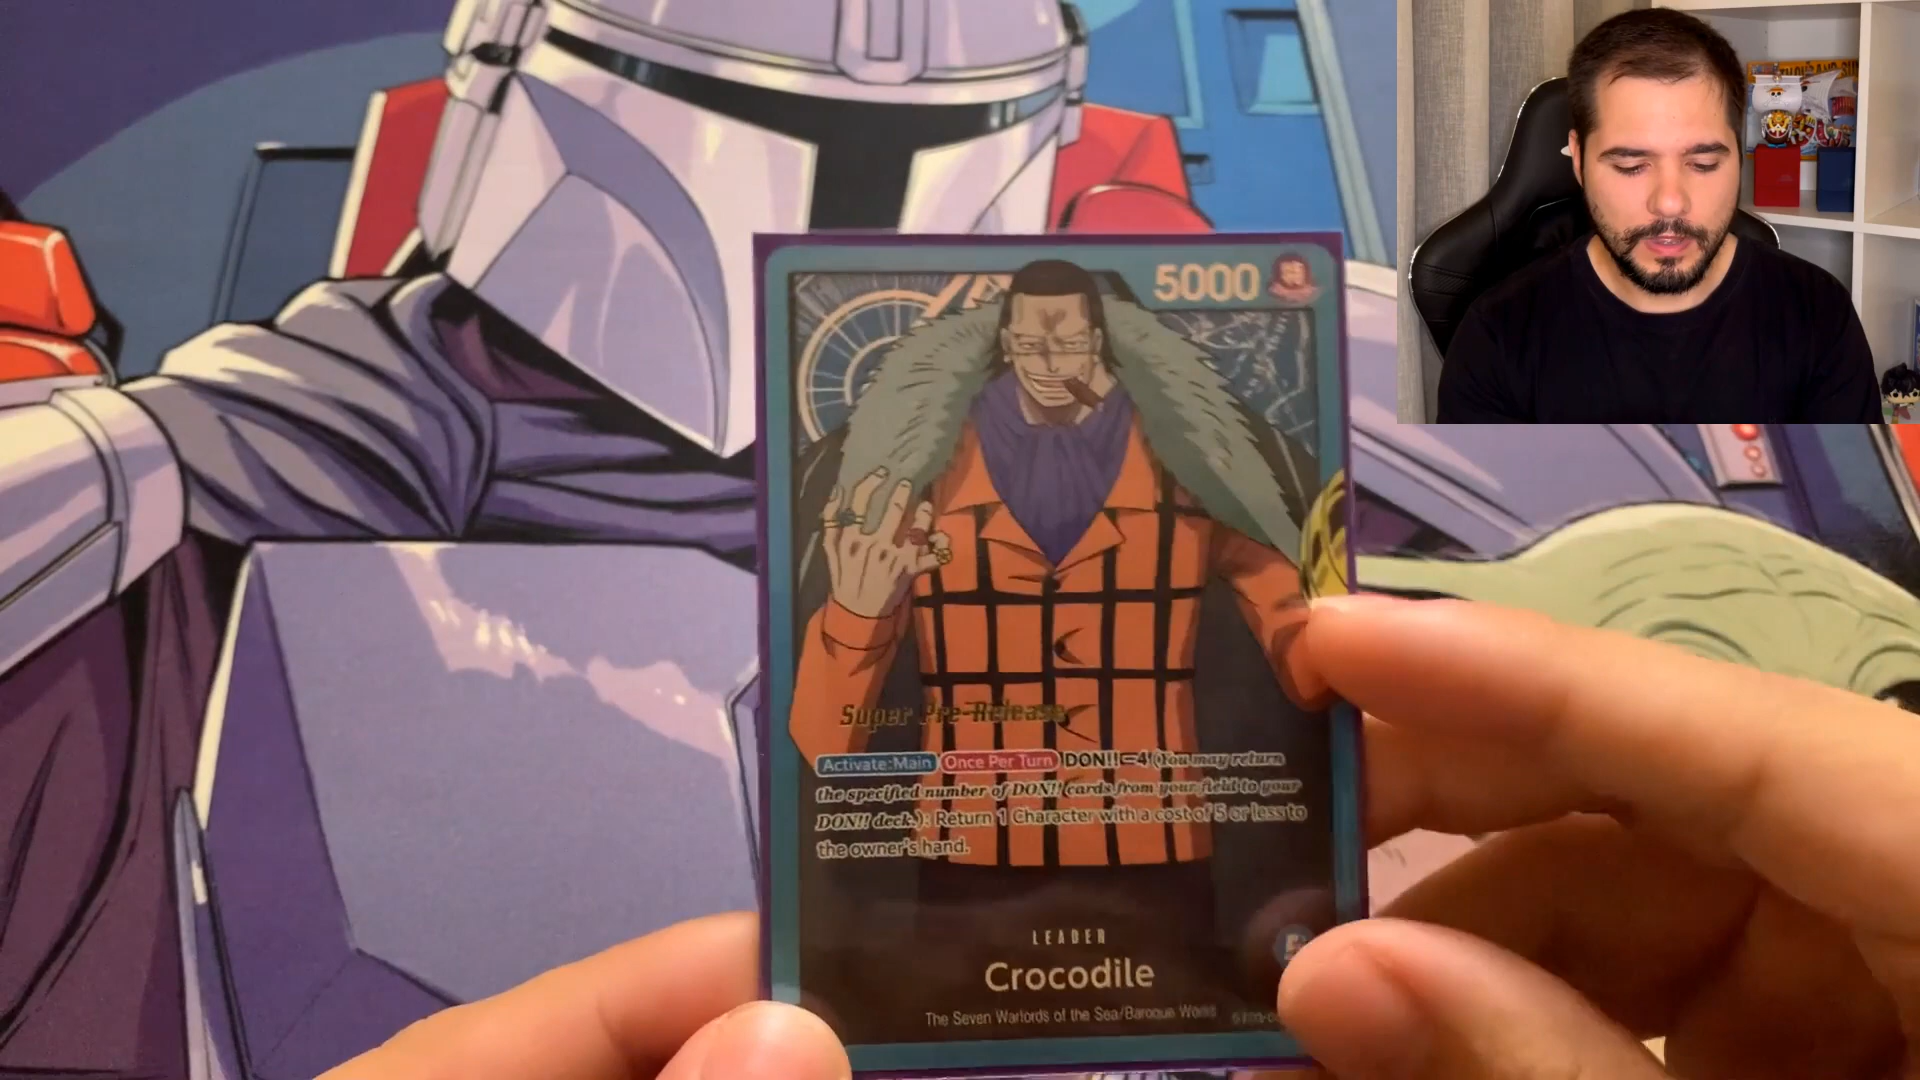 5000
Super Pre-Release
Activate:Main Once Per Turn DON!!−4 (You may return
the specified number of DON!! cards from your field to your
DON!! deck.): Return 1 Character with a cost of 5 or less to
the owner's hand.
LEADER
Crocodile
The Seven Warlords of the Sea/Baroque Works